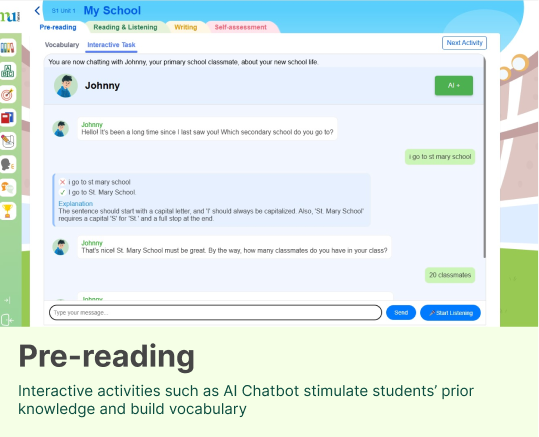 S1 Unit 1 My School
Pre-reading Reading & Listening Writing Self-assessment
Vocabulary Interactive Task Next Activity
You are now chatting with Johnny, your primary school classmate, about your new school life.
Johnny AI +
Johnny
Hello! It's been a long time since I last saw you! Which secondary school do you go to?
i go to st mary school
i go to st mary school
I go to St. Mary School.
Explanation
The sentence should start with a capital letter, and 'I' should always be capitalized. Also, 'St. Mary School'
requires a capital 'S' for 'St.' and a full stop at the end.
Johnny
That's nice! St. Mary School must be great. By the way, how many classmates do you have in your class?
20 classmates
Johnny
Type your message... Send Start Listening
Pre-reading
Interactive activities such as AI Chatbot stimulate students' prior
knowledge and build vocabulary